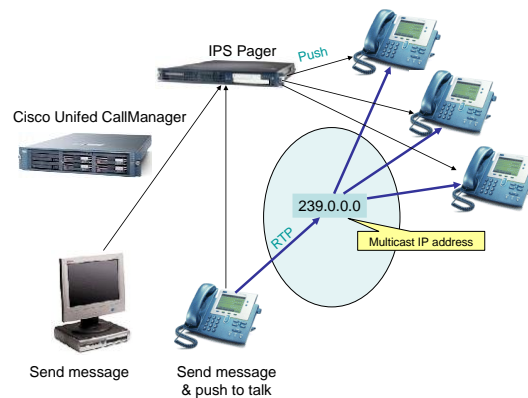 IPS Pager
Push
Cisco Unifed CallManager
239.0.0.0
Multicast IP address
RTP
Send message
Send message
& push to talk